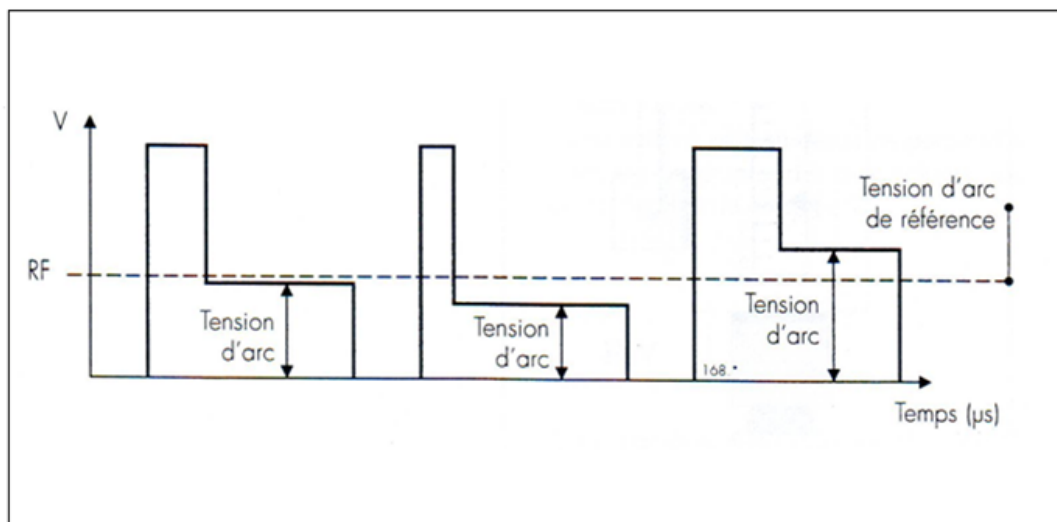 V
Tension d'arc
de référence
RF
Tension
d'arc
Tension
d'arc
Tension
d'arc
168.*
Temps (µs)